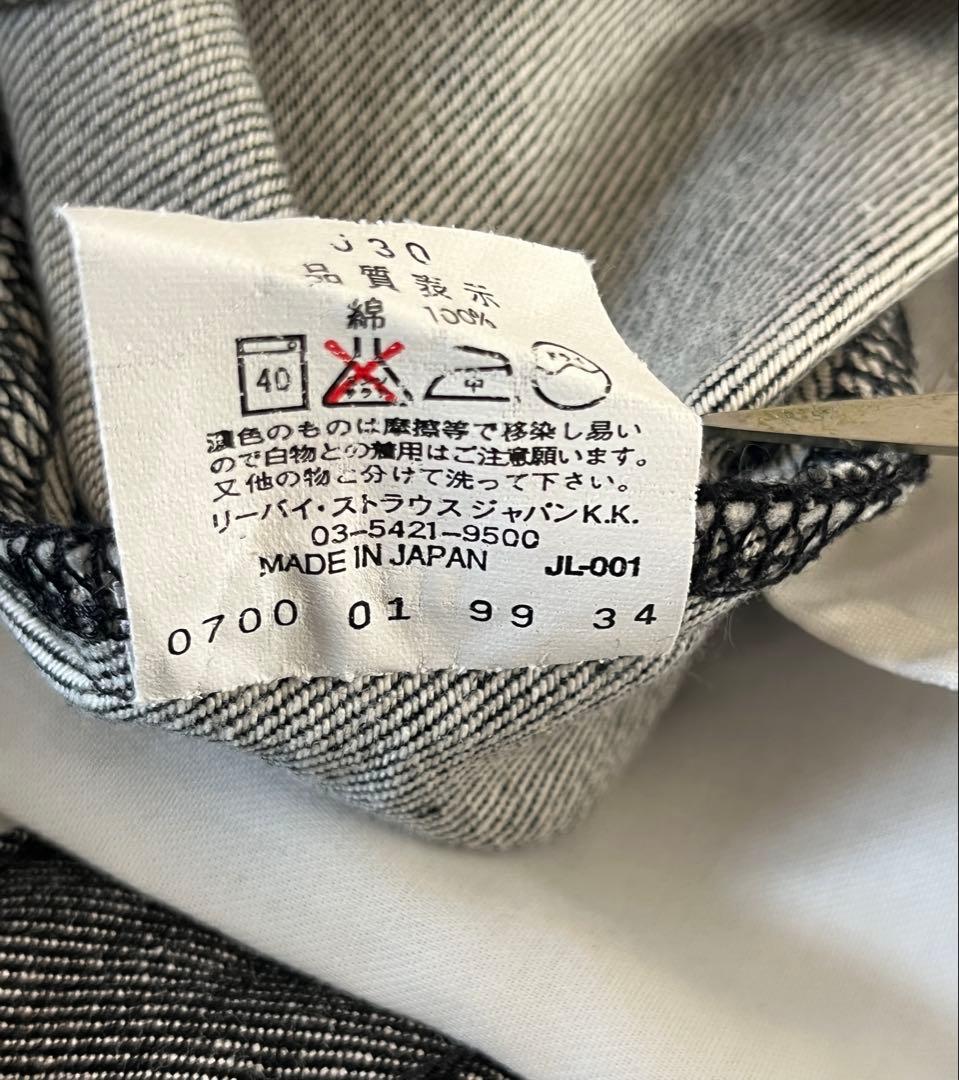 J30
品質表示
綿 100%
40 中 ドライ
濃色のものは摩擦等で移染し易い
ので白物との着用はご注意願います。
又他の物と分けて洗って下さい。
リーバイ・ストラウス ジャパンK.K.
03-5421-9500
MADE IN JAPAN JL-001
0700 01 99 34